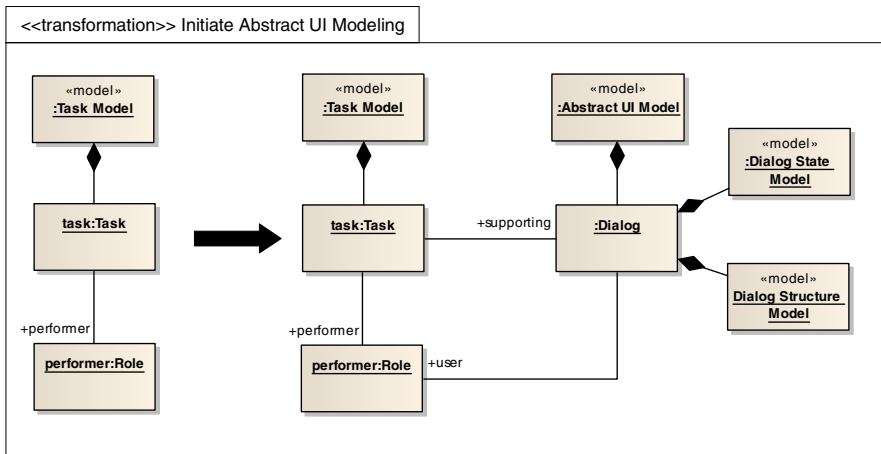 <<transformation>> Initiate Abstract UI Modeling
«model»
:Task Model
task:Task
+performer
performer:Role
«model»
:Task Model
task:Task
+performer
performer:Role
+supporting
+user
«model»
:Abstract UI Model
:Dialog
«model»
:Dialog State
Model
«model»
Dialog Structure
Model